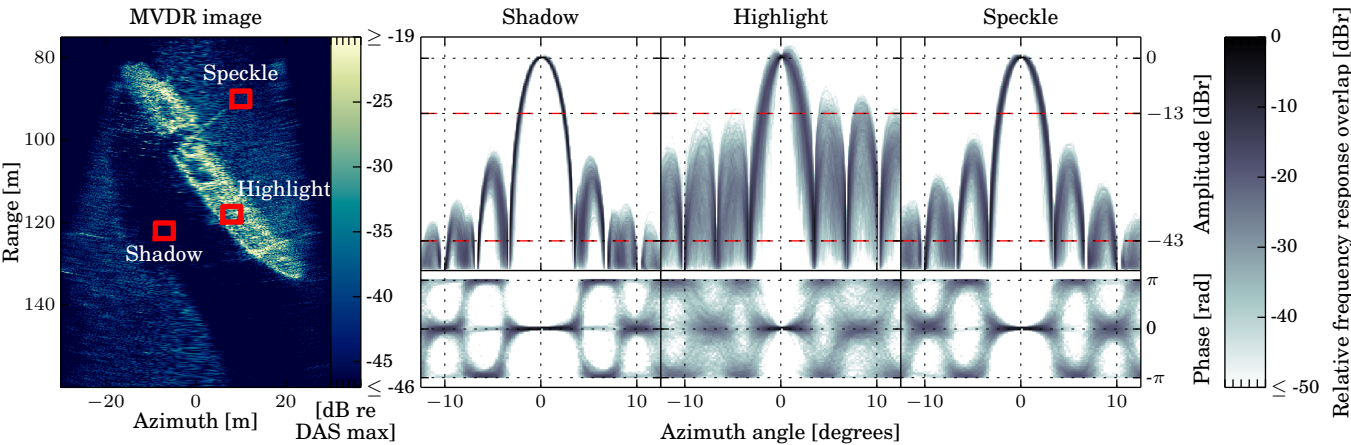 MVDR image
Shadow
Highlight
Speckle
Range [m]
80
100
120
140
Speckle
Highlight
Shadow
−20
0
20
Azimuth [m]
≥ -19
-25
-30
-35
-40
-45
≤ -46
[dB re
DAS max]
0
−13
−43
Amplitude [dBr]
π
0
-π
Phase [rad]
−10
0
10
−10
0
10
−10
0
10
Azimuth angle [degrees]
0
-10
-20
-30
-40
≤ -50
Relative frequency response overlap [dBr]